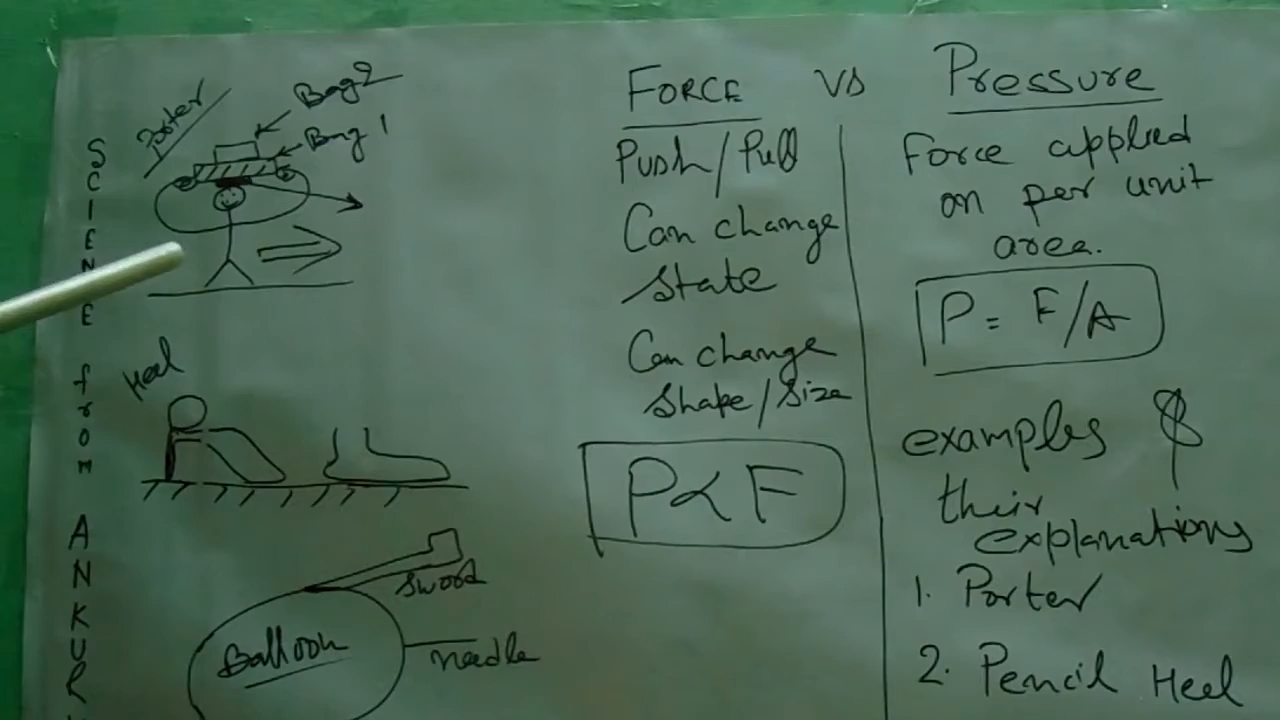 SCIENCE from ANKUR
Porter
Bag 2
Bag 1
Heel
Sword
Balloon
needle
FORCE VS Pressure
Push/Pull
Can change
State
Can change
Shape/Size
P∝F
Force applied
on per unit
area.
P = F/A
examples &
their
explanations
1. Porter
2. Pencil Heel